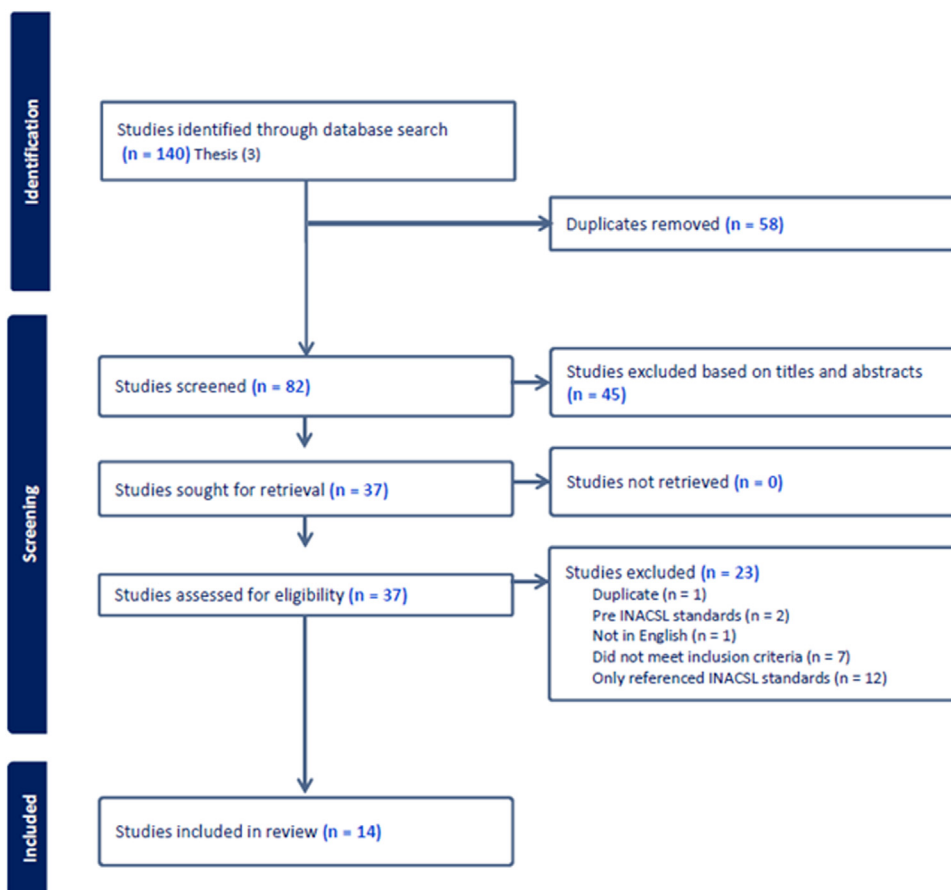 Identification
Studies identified through database search
(n = 140) Thesis (3)
Duplicates removed (n = 58)
Screening
Studies screened (n = 82)
Studies excluded based on titles and abstracts
(n = 45)
Studies sought for retrieval (n = 37)
Studies not retrieved (n = 0)
Studies assessed for eligibility (n = 37)
Studies excluded (n = 23)
Duplicate (n = 1)
Pre INACSL standards (n = 2)
Not in English (n = 1)
Did not meet inclusion criteria (n = 7)
Only referenced INACSL standards (n = 12)
Included
Studies included in review (n = 14)